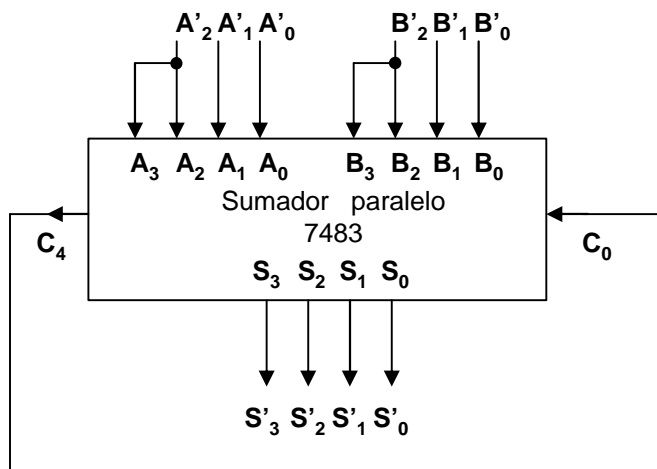 A'₂ A'₁ A'₀ B'₂ B'₁ B'₀
A₃ A₂ A₁ A₀ B₃ B₂ B₁ B₀
Sumador paralelo
7483
C₄ C₀
S₃ S₂ S₁ S₀
S'₃ S'₂ S'₁ S'₀